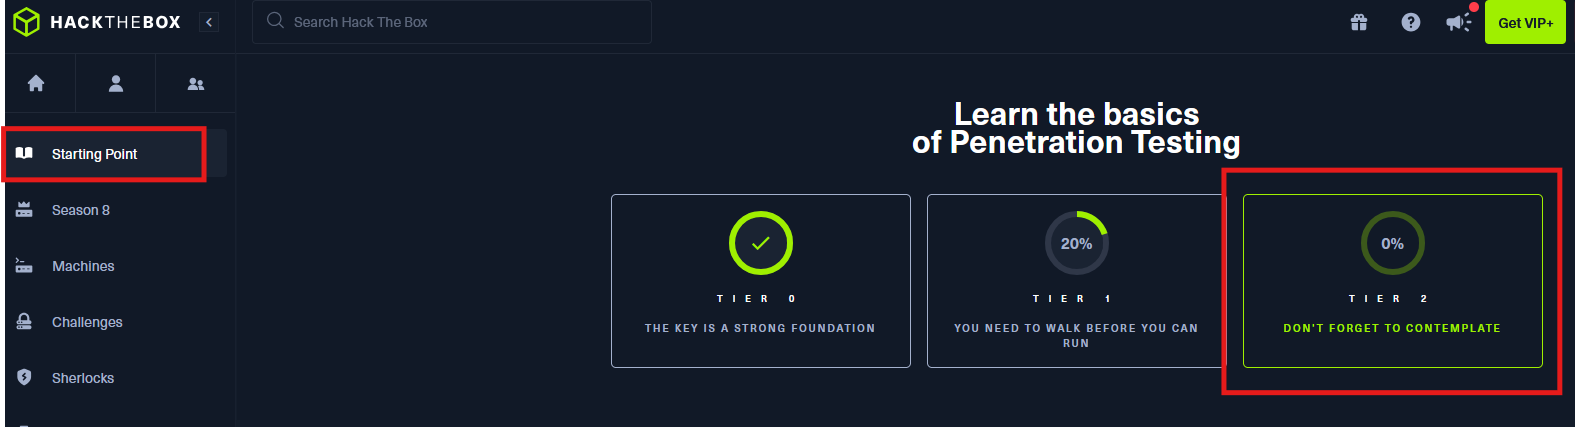 HACKTHEBOX
Search Hack The Box
Get VIP+
Starting Point
Season 8
Machines
Challenges
Sherlocks
Learn the basics
of Penetration Testing
TIER 0
THE KEY IS A STRONG FOUNDATION
20%
TIER 1
YOU NEED TO WALK BEFORE YOU CAN
RUN
0%
TIER 2
DON'T FORGET TO CONTEMPLATE